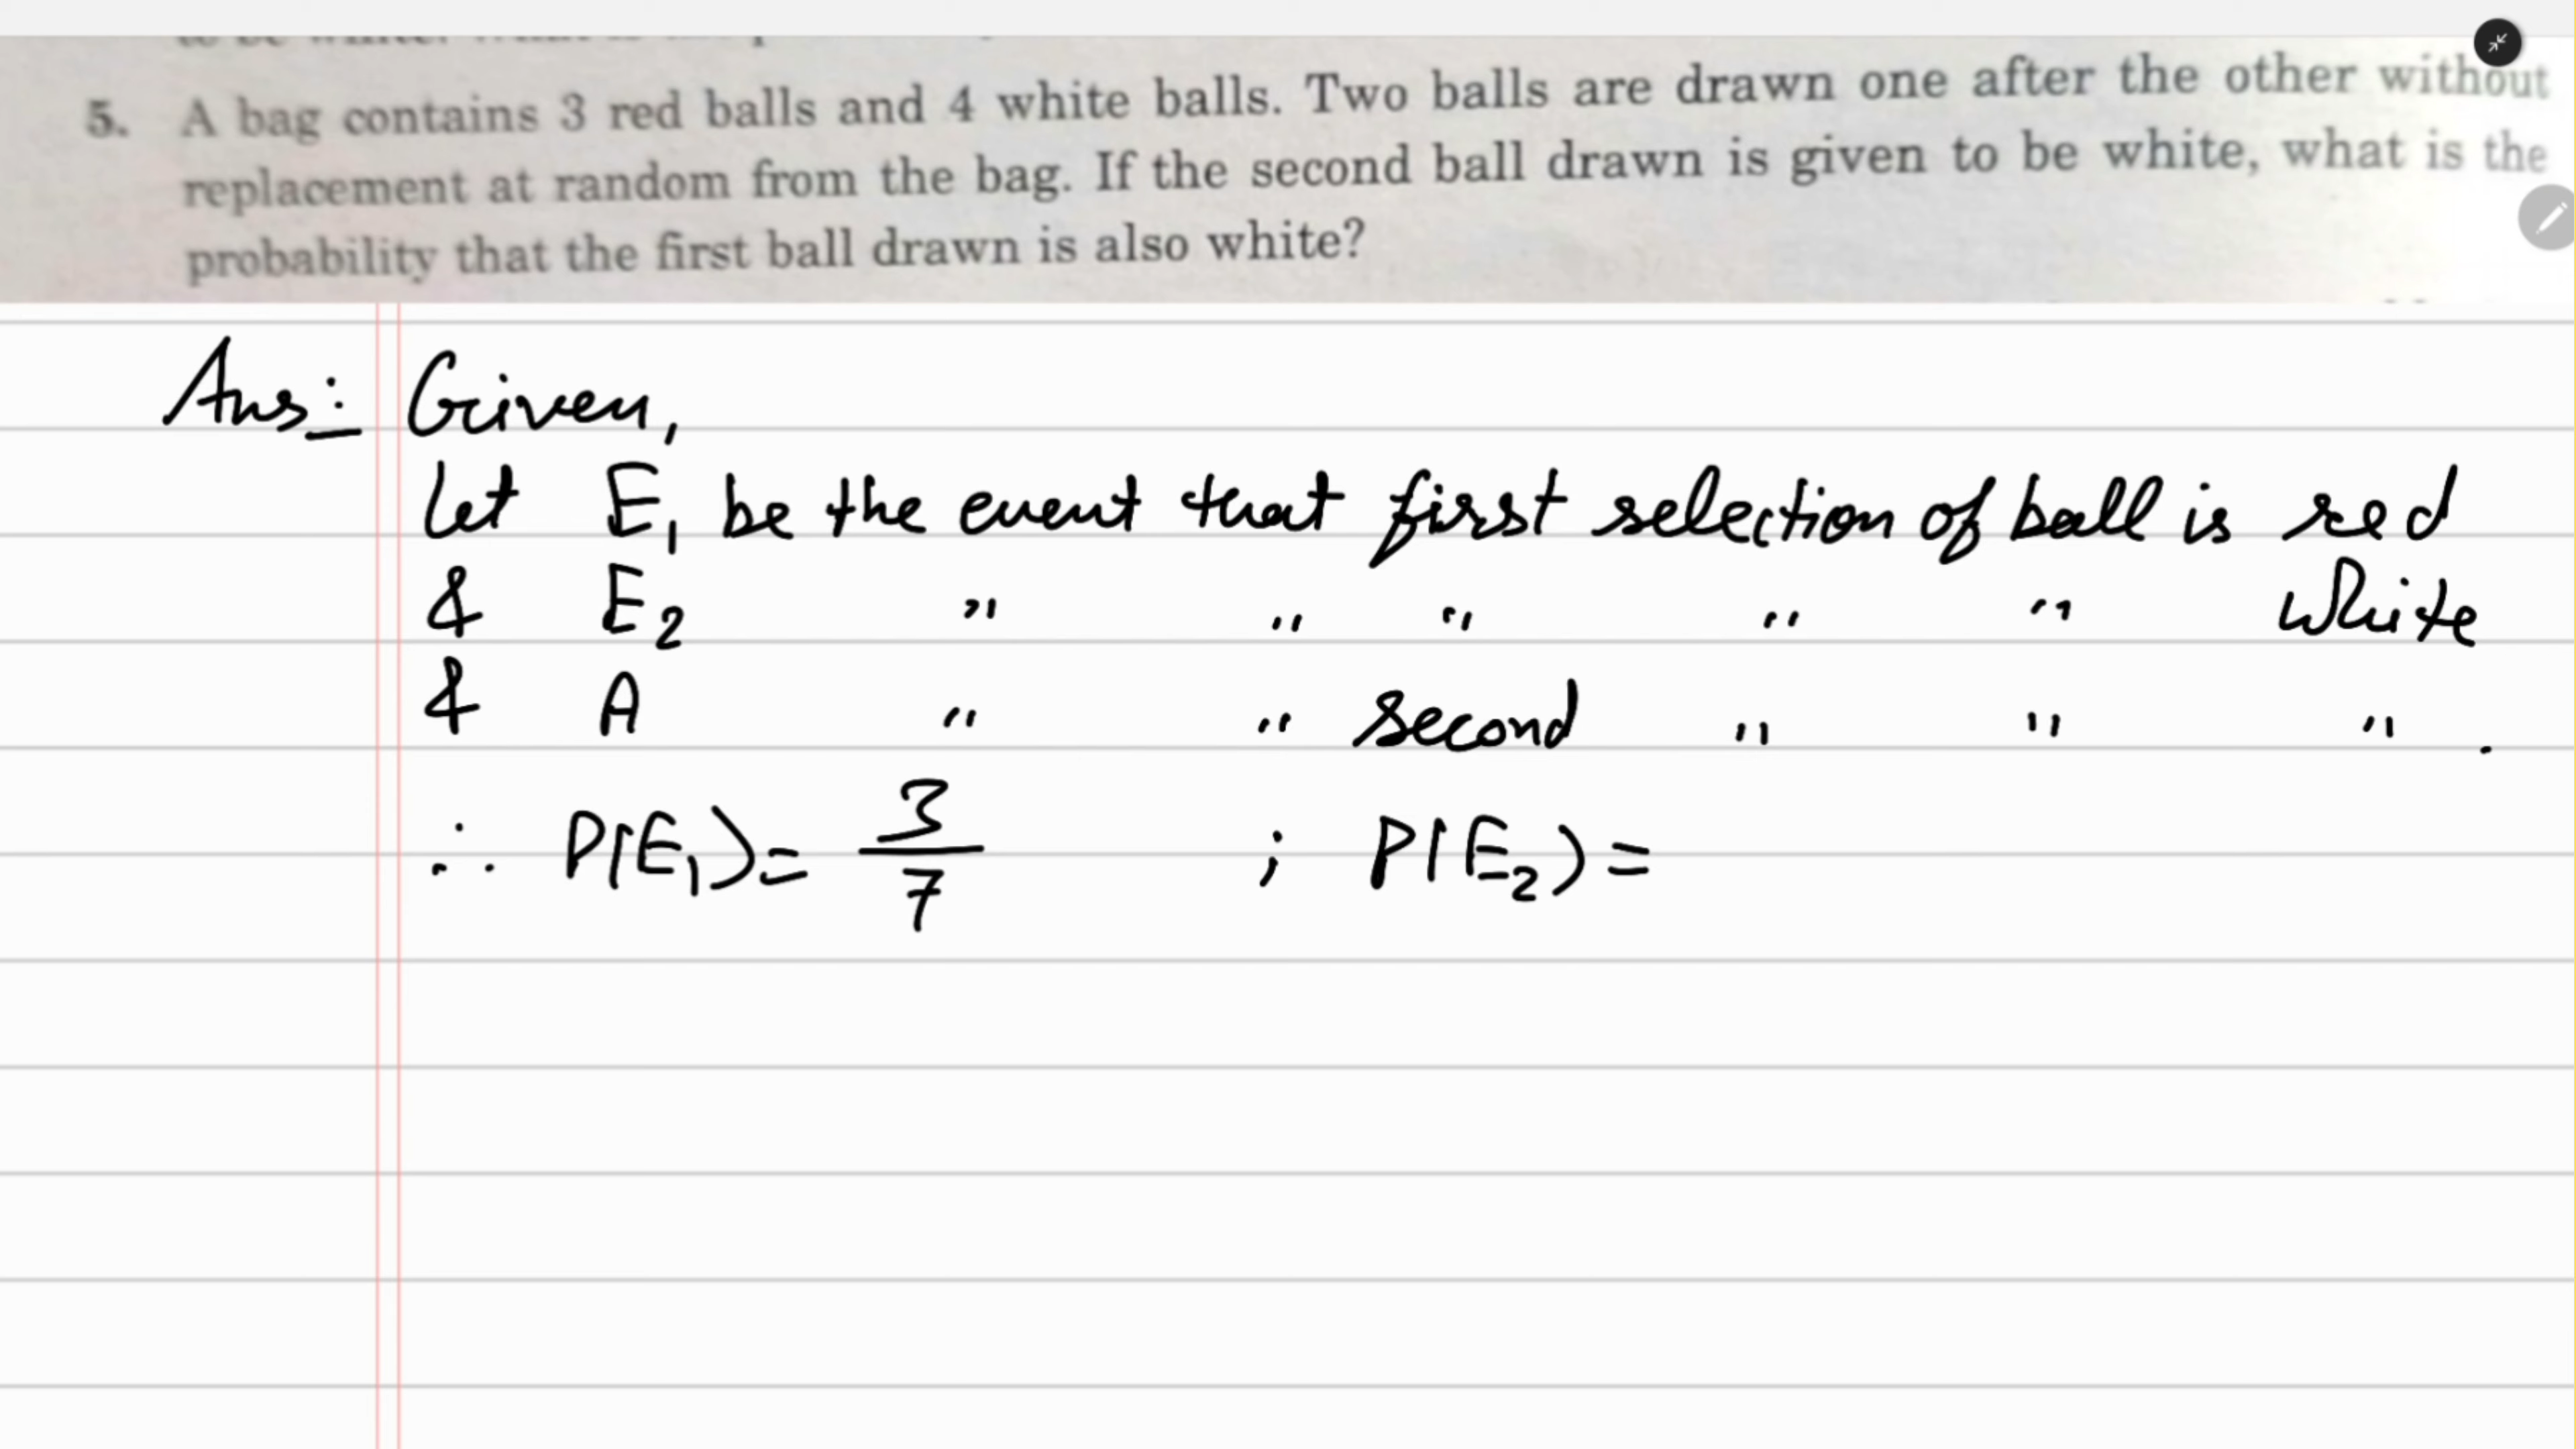 5. A bag contains 3 red balls and 4 white balls. Two balls are drawn one after the other without
replacement at random from the bag. If the second ball drawn is given to be white, what is the
probability that the first ball drawn is also white?
Ans:- Given,
Let E₁ be the event that first selection of ball is red
& E₂ " " " " " White
& A " " second " " " .
∴ P(E₁) = 3/7 ; P(E₂) =